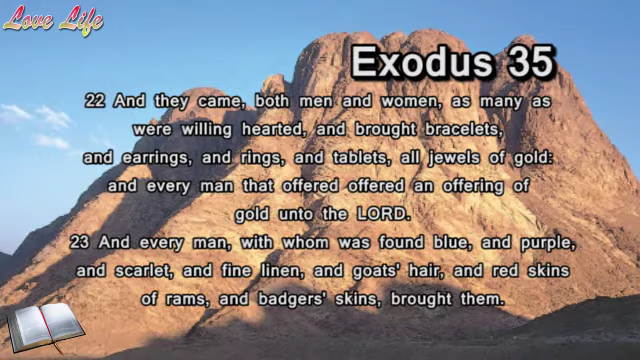 Love Life
Exodus 35
22 And they came, both men and women, as many as
were willing hearted, and brought bracelets,
and earrings, and rings, and tablets, all jewels of gold:
and every man that offered offered an offering of
gold unto the LORD.
23 And every man, with whom was found blue, and purple,
and scarlet, and fine linen, and goats' hair, and red skins
of rams, and badgers' skins, brought them.